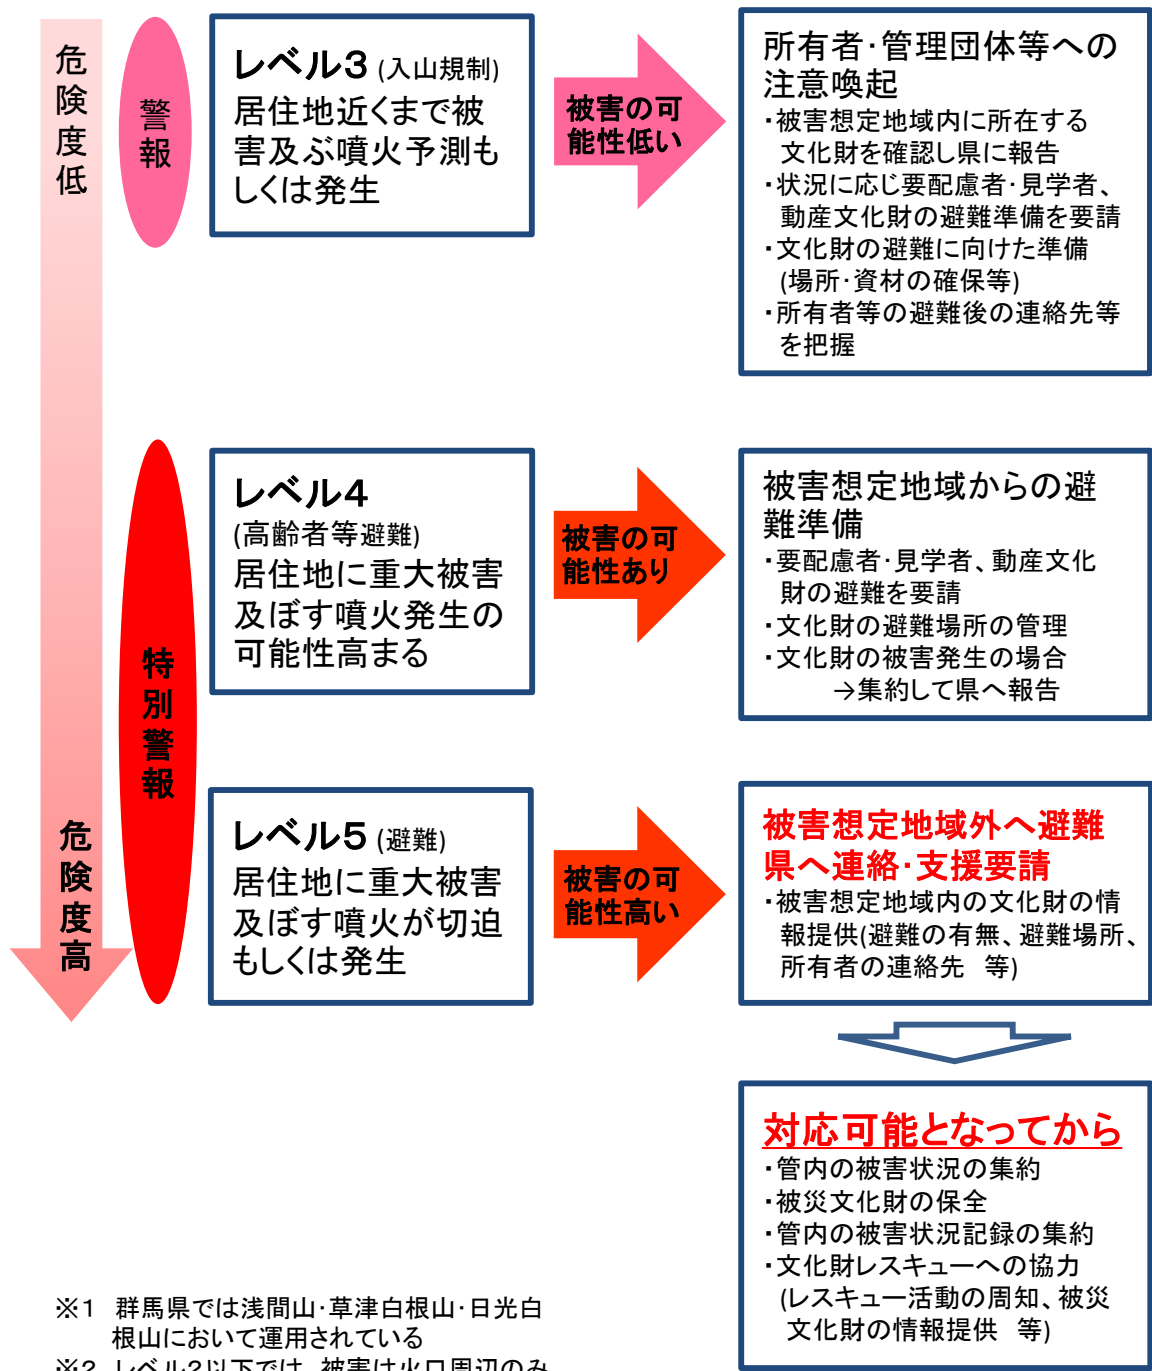 危険度低
警報
レベル3 (入山規制)
居住地近くまで被
害及ぶ噴火予測も
しくは発生
被害の可
能性低い
所有者・管理団体等への
注意喚起
・被害想定地域内に所在する
文化財を確認し県に報告
・状況に応じ要配慮者・見学者、
動産文化財の避難準備を要請
・文化財の避難に向けた準備
(場所・資材の確保等)
・所有者等の避難後の連絡先等
を把握
特別警報
レベル4
(高齢者等避難)
居住地に重大被害
及ぼす噴火発生の
可能性高まる
被害の可
能性あり
被害想定地域からの避
難準備
・要配慮者・見学者、動産文化
財の避難を要請
・文化財の避難場所の管理
・文化財の被害発生の場合
→集約して県へ報告
危険度高
レベル5 (避難)
居住地に重大被害
及ぼす噴火が切迫
もしくは発生
被害の可
能性高い
被害想定地域外へ避難
県へ連絡・支援要請
・被害想定地域内の文化財の情
報提供(避難の有無、避難場所、
所有者の連絡先 等)
対応可能となってから
・管内の被害状況の集約
・被災文化財の保全
・管内の被害状況記録の集約
・文化財レスキューへの協力
(レスキュー活動の周知、被災
文化財の情報提供 等)
※1 群馬県では浅間山・草津白根山・日光白
根山において運用されている
※2 レベル2以下では、被害は火口周辺のみ